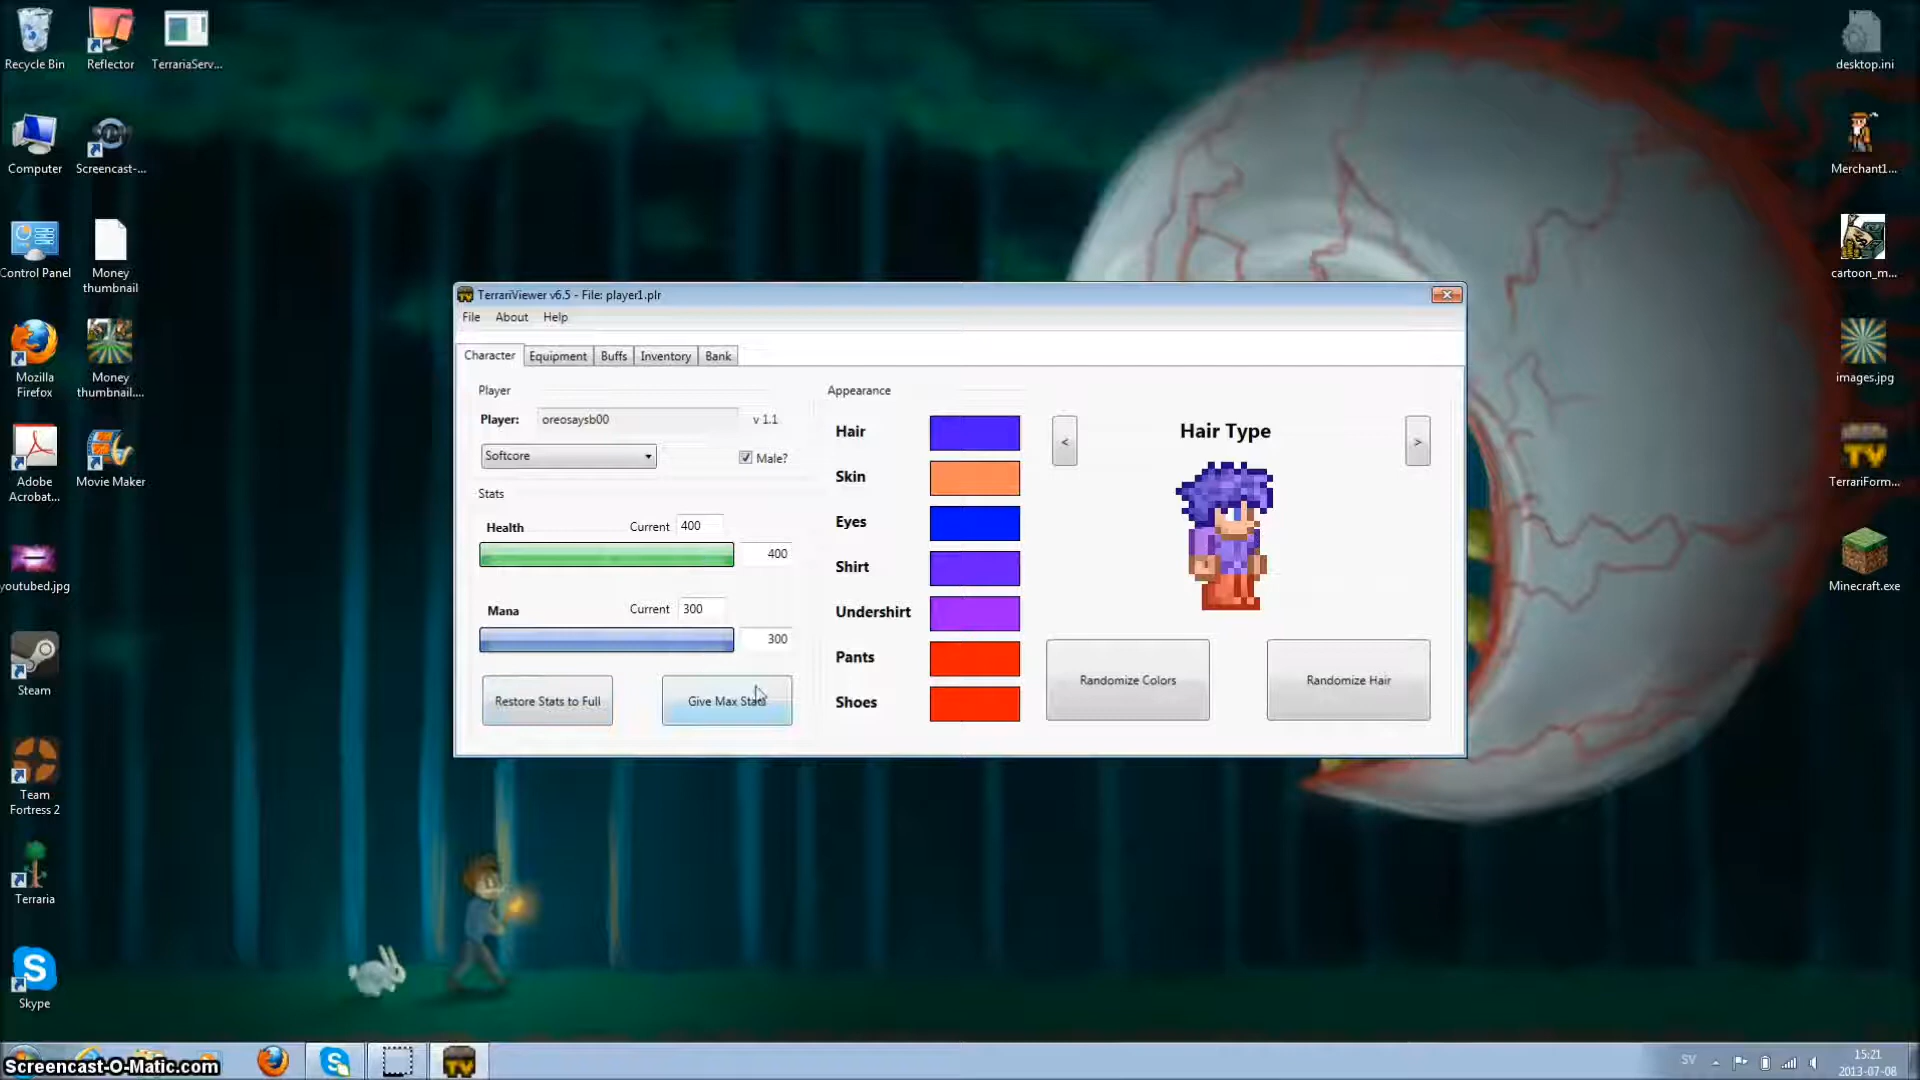 Recycle Bin
Reflector
TerrariaServ...
desktop.ini
Computer
Screencast-...
Merchant1...
Control Panel
Money
thumbnail
cartoon_m...
Mozilla
Firefox
Money
thumbnail....
images.jpg
Adobe
Acrobat...
Movie Maker
TerrariForm...
youtubed.jpg
Minecraft.exe
Steam
Team
Fortress 2
Terraria
Skype
TerrariViewer v6.5 - File: player1.plr
File About Help
Character Equipment Buffs Inventory Bank
Player
Player: oreosaysb00 v 1.1
Softcore
Male?
Stats
Health Current 400
400
Mana Current 300
300
Restore Stats to Full
Give Max Stats
Appearance
Hair
Skin
Eyes
Shirt
Undershirt
Pants
Shoes
<
Hair Type
>
Randomize Colors
Randomize Hair
TV
Screencast-O-Matic.com
SV
15:21
2013-07-08